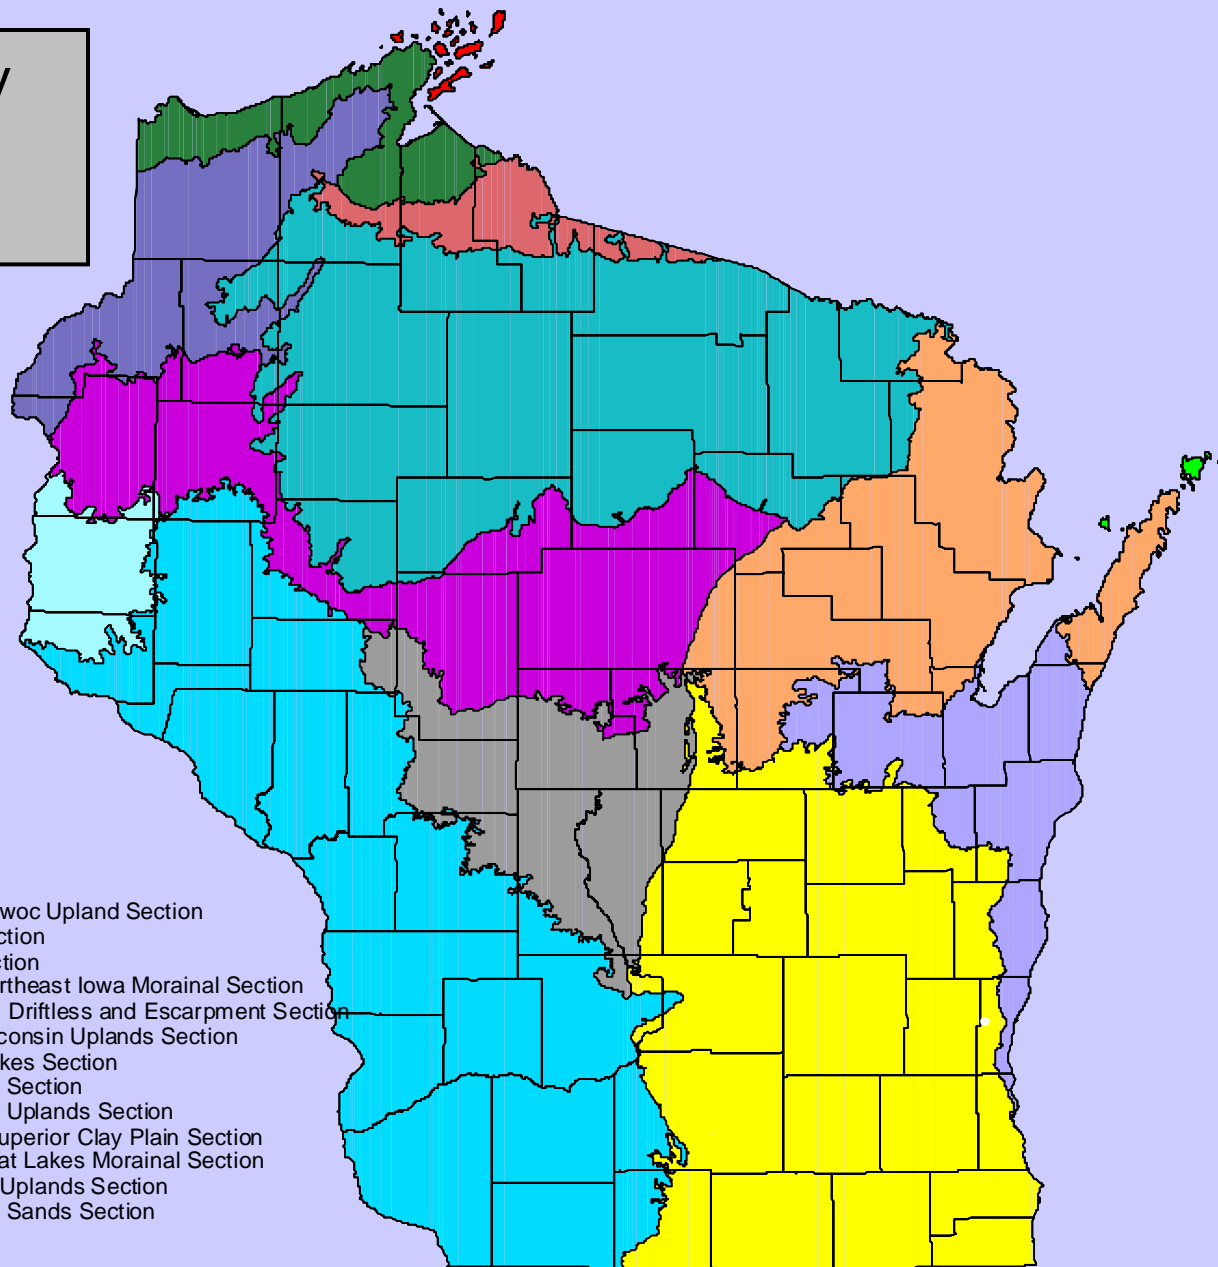 y
woc Upland Section
ction
ction
rtheast Iowa Morainal Section
Driftless and Escarpment Section
consin Uplands Section
kes Section
Section
Uplands Section
uperior Clay Plain Section
at Lakes Morainal Section
Uplands Section
Sands Section